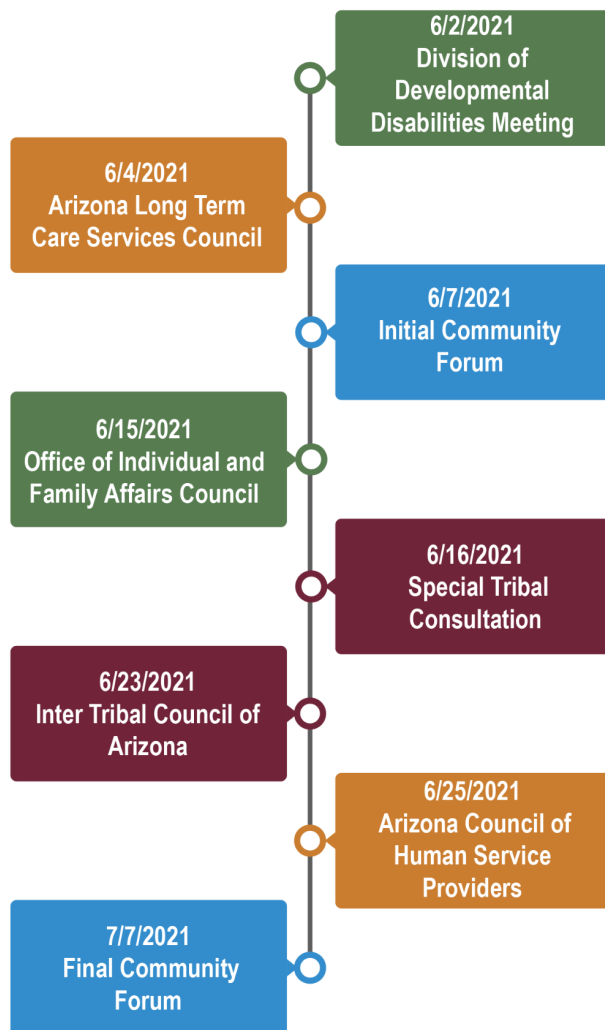 6/2/2021
Division of
Developmental
Disabilities Meeting
6/4/2021
Arizona Long Term
Care Services Council
6/7/2021
Initial Community
Forum
6/15/2021
Office of Individual and
Family Affairs Council
6/16/2021
Special Tribal
Consultation
6/23/2021
Inter Tribal Council of
Arizona
6/25/2021
Arizona Council of
Human Service
Providers
7/7/2021
Final Community
Forum